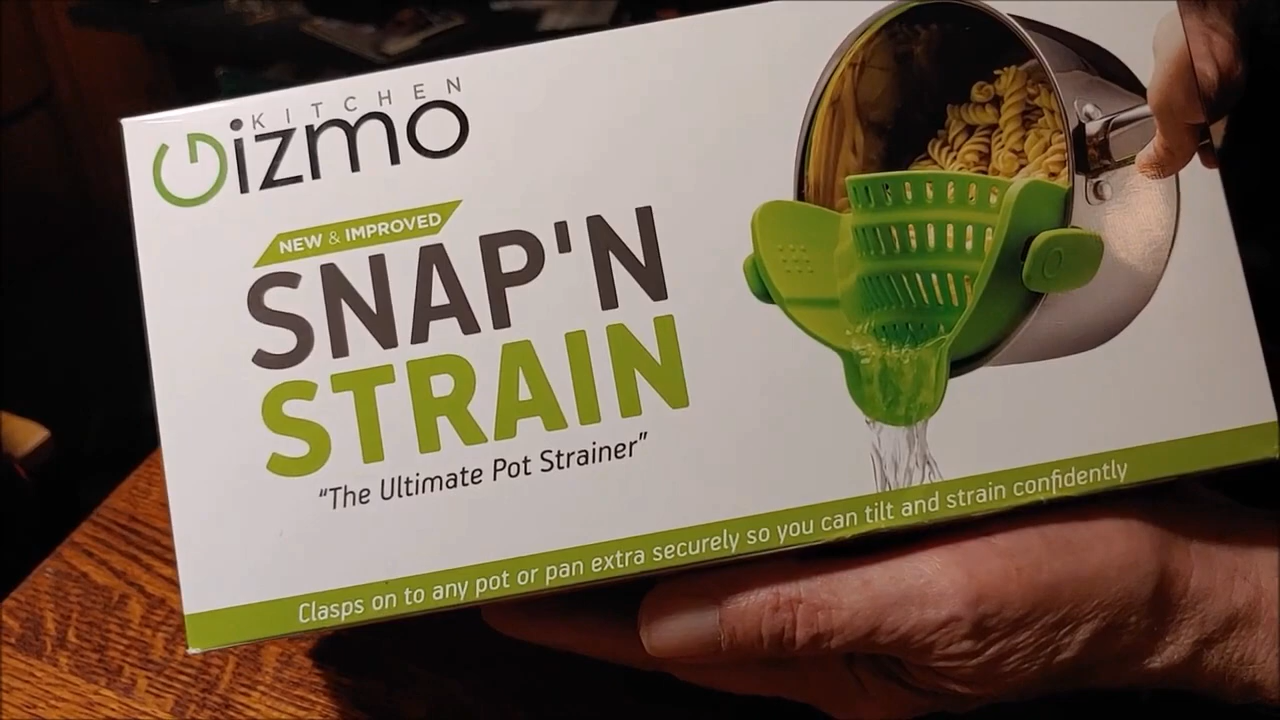 KITCHEN
Gizmo
NEW & IMPROVED
SNAP'N
STRAIN
“The Ultimate Pot Strainer”
Clasps on to any pot or pan extra securely so you can tilt and strain confidently